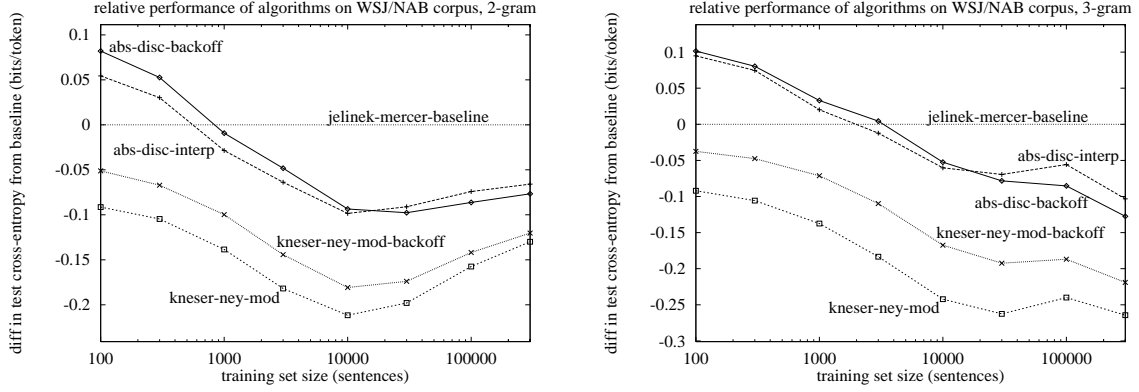 relative performance of algorithms on WSJ/NAB corpus, 2-gram
diff in test cross-entropy from baseline (bits/token)
0.1
0.05
0
-0.05
-0.1
-0.15
-0.2
abs-disc-backoff
jelinek-mercer-baseline
abs-disc-interp
kneser-ney-mod-backoff
kneser-ney-mod
100
1000
10000
100000
training set size (sentences)
relative performance of algorithms on WSJ/NAB corpus, 3-gram
diff in test cross-entropy from baseline (bits/token)
0.1
0.05
0
-0.05
-0.1
-0.15
-0.2
-0.25
-0.3
jelinek-mercer-baseline
abs-disc-interp
abs-disc-backoff
kneser-ney-mod-backoff
kneser-ney-mod
100
1000
10000
100000
training set size (sentences)